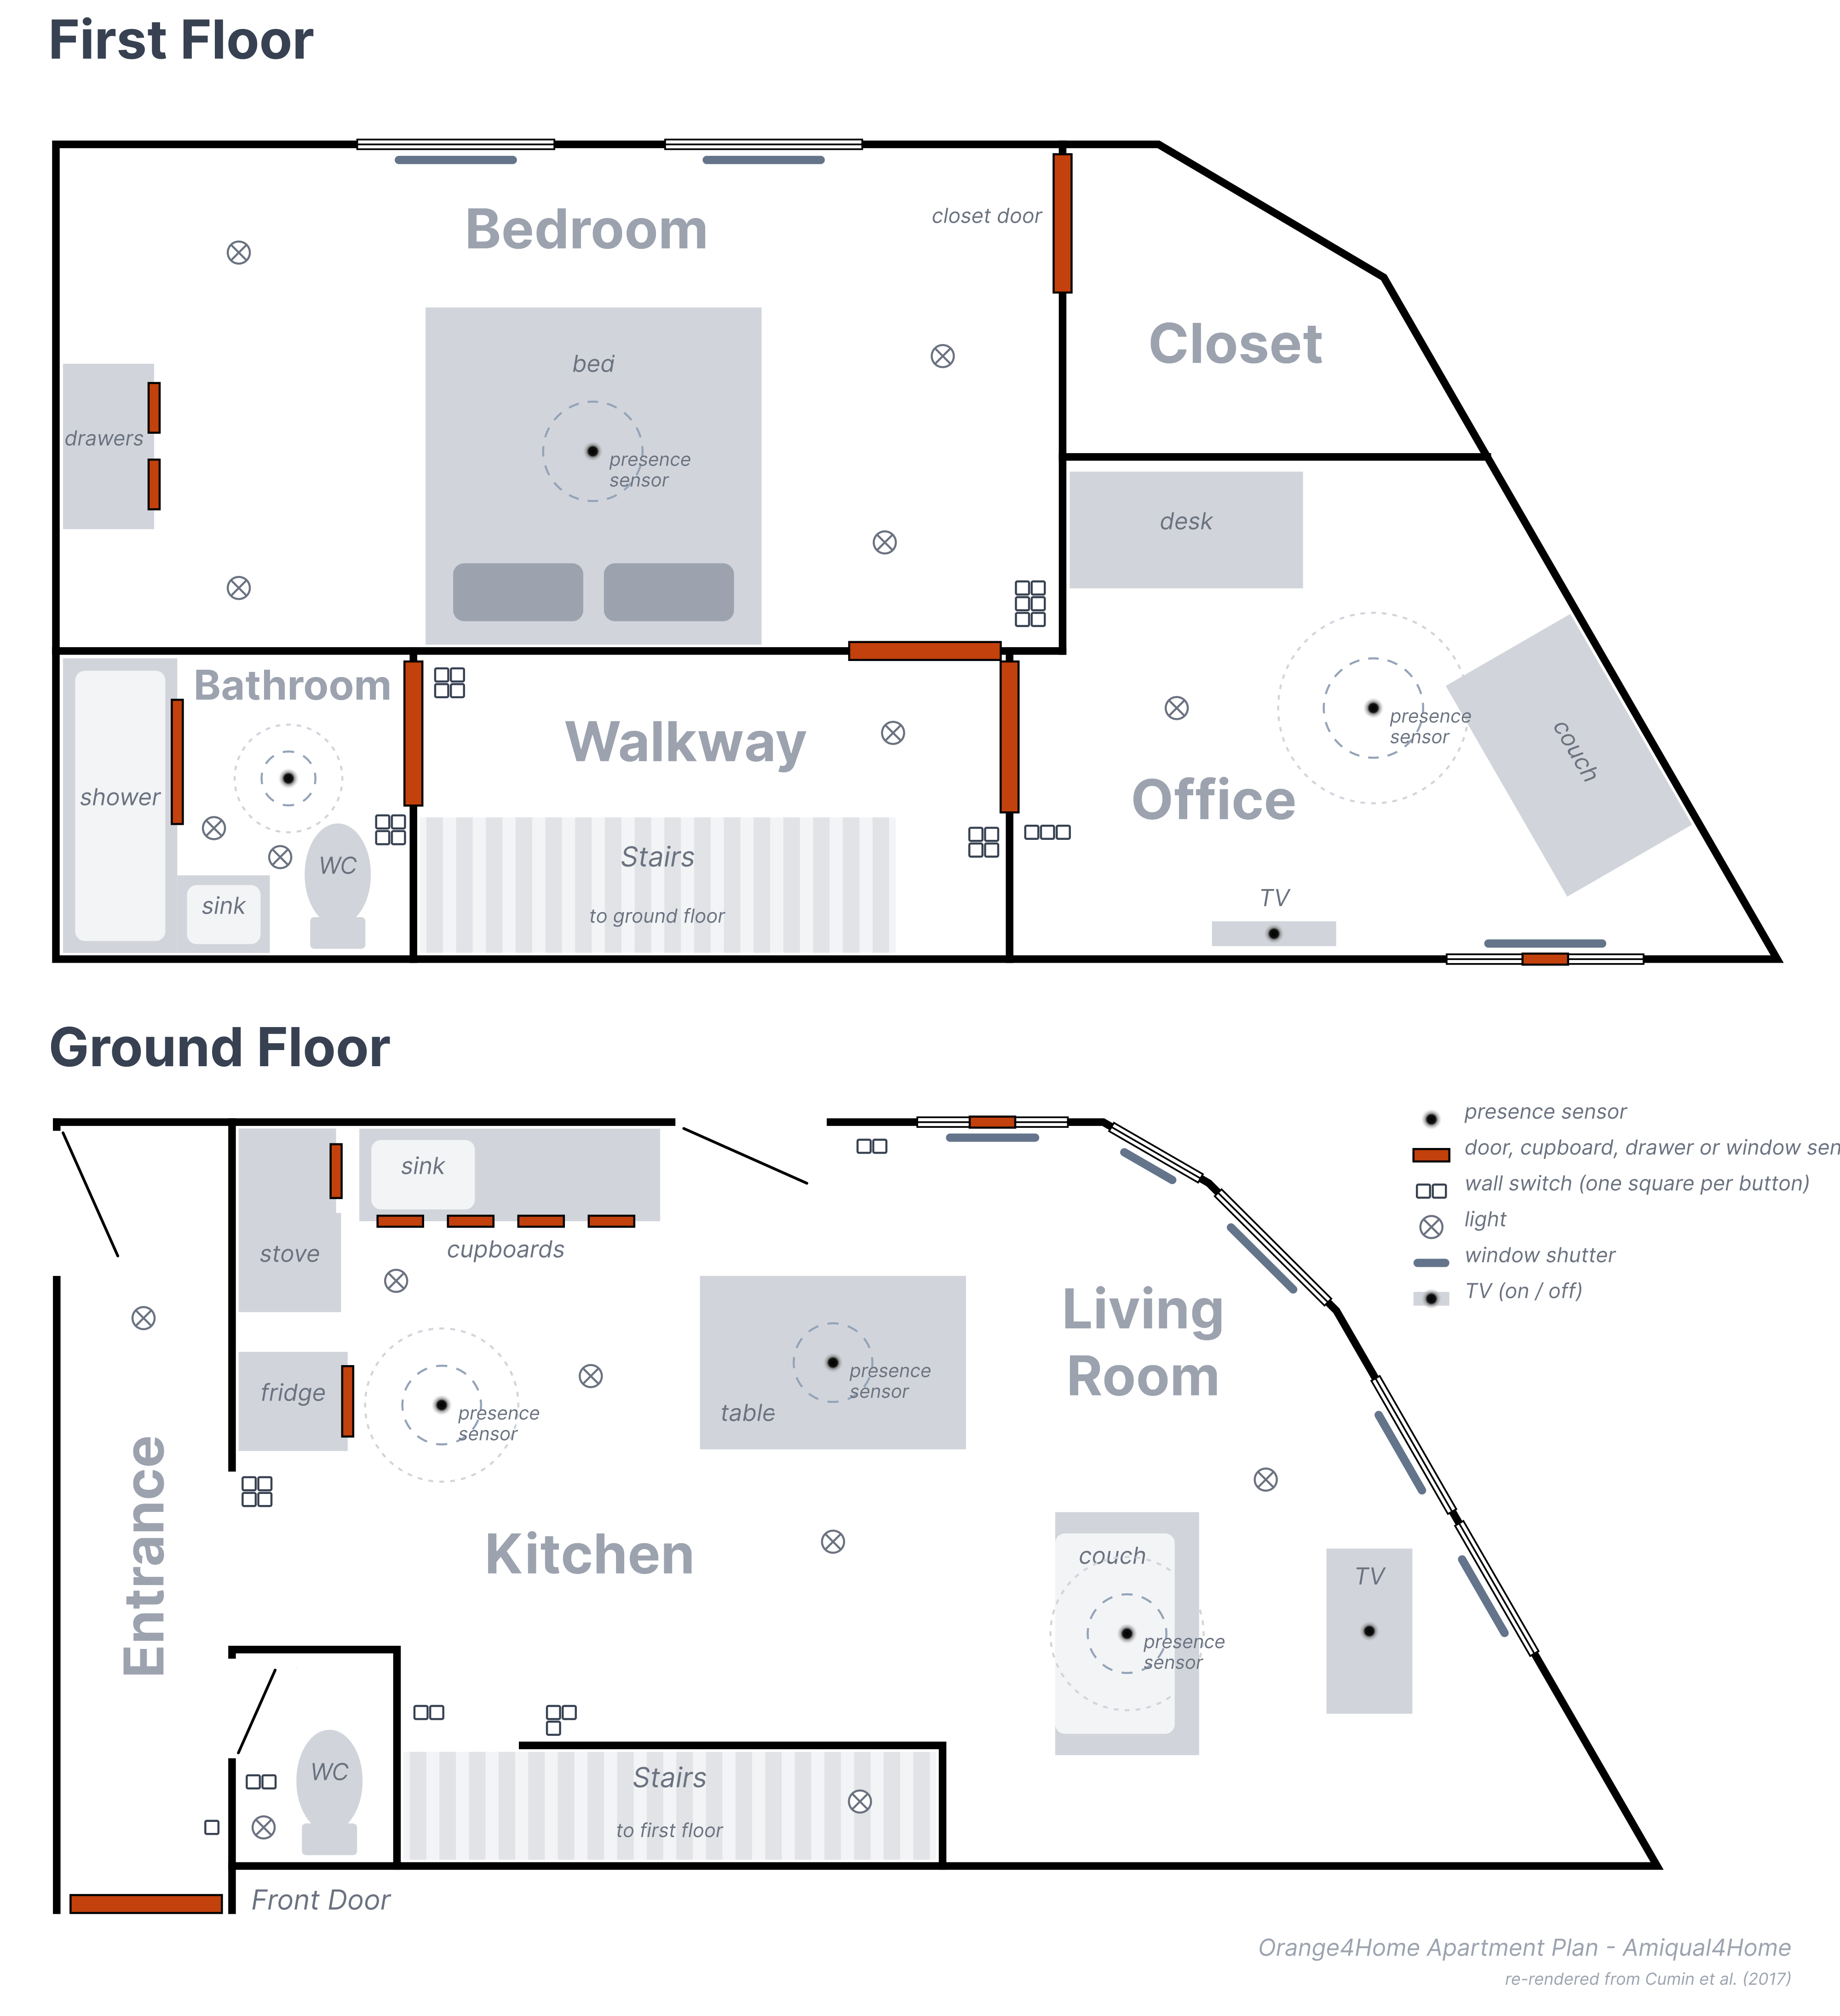 First Floor
Bedroom
closet door
Closet
bed
drawers
presence
sensor
desk
Bathroom
Walkway
presence
sensor
couch
shower
Office
Stairs
WC
sink
to ground floor
TV
Ground Floor
presence sensor
door, cupboard, drawer or window sen
wall switch (one square per button)
light
window shutter
TV (on / off)
sink
stove
cupboards
Living
Room
fridge
presence
sensor
table
presence
sensor
Entrance
Kitchen
couch
TV
presence
sensor
WC
Stairs
to first floor
Front Door
Orange4Home Apartment Plan - Amiqual4Home
re-rendered from Cumin et al. (2017)